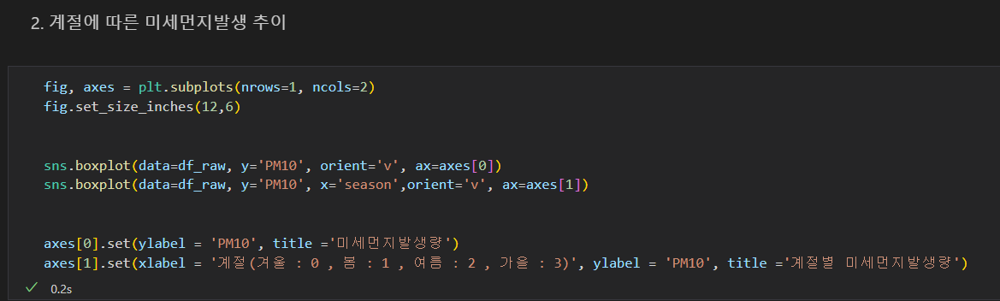 2. 계절에 따른 미세먼지발생 추이
fig, axes = plt.subplots(nrows=1, ncols=2)
fig.set_size_inches(12,6)
sns.boxplot(data=df_raw, y='PM10', orient='v', ax=axes[0])
sns.boxplot(data=df_raw, y='PM10', x='season',orient='v', ax=axes[1])
axes[0].set(ylabel = 'PM10', title ='미세먼지발생량')
axes[1].set(xlabel = '계절(겨울 : 0 , 봄 : 1 , 여름 : 2 , 가을 : 3)', ylabel = 'PM10', title ='계절별 미세먼지발생량')
0.2s